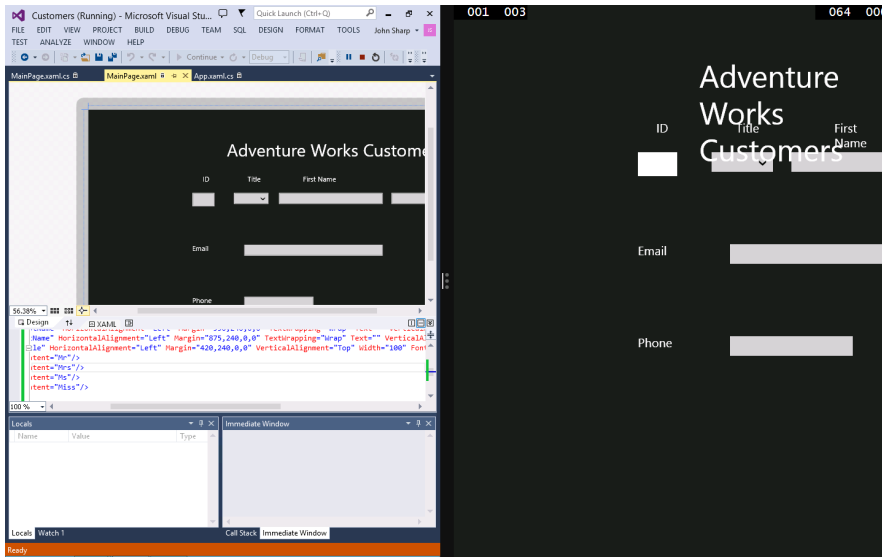 Customers (Running) - Microsoft Visual Stu...
Quick Launch (Ctrl+Q)
FILE EDIT VIEW PROJECT BUILD DEBUG TEAM SQL DESIGN FORMAT TOOLS John Sharp
TEST ANALYZE WINDOW HELP
Continue Debug
MainPage.xaml.cs MainPage.xaml App.xaml.cs
Adventure Works Custome
ID Title First Name
Email
Phone
56.38%
Design XAML
:Name" HorizontalAlignment="Left" Margin="875,240,0,0" TextWrapping="Wrap" Text="" VerticalA
le" HorizontalAlignment="Left" Margin="420,240,0,0" VerticalAlignment="Top" Width="100" Font
tent="Mr"/>
tent="Mrs"/>
tent="Ms"/>
tent="Miss"/>
100 %
Locals
Name Value Type
Locals Watch 1
Immediate Window
Call Stack Immediate Window
Ready
001 003 064 00
Adventure
Works
Customers
ID Title First
Name
Email
Phone